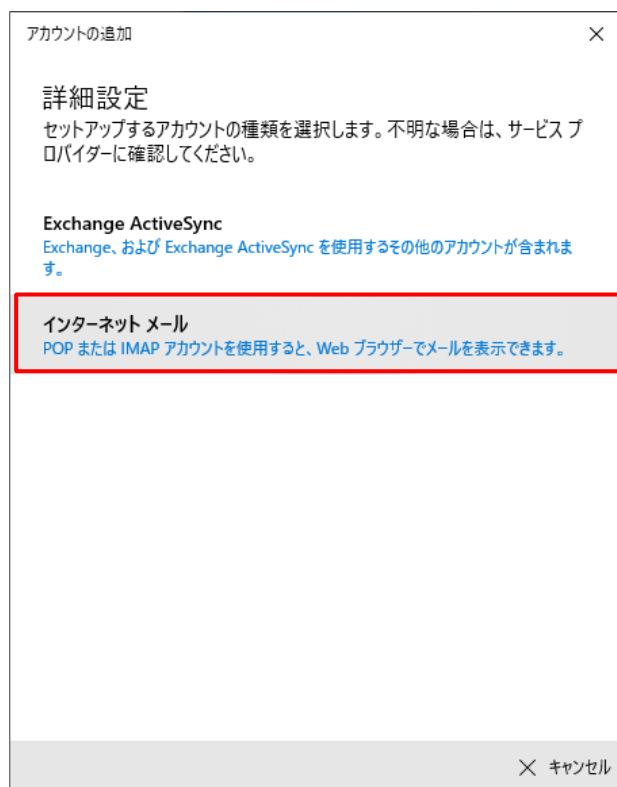 アカウントの追加
詳細設定
セットアップするアカウントの種類を選択します。不明な場合は、サービス プ
ロバイダーに確認してください。
Exchange ActiveSync
Exchange、および Exchange ActiveSync を使用するその他のアカウントが含まれま
す。
インターネット メール
POP または IMAP アカウントを使用すると、Web ブラウザーでメールを表示できます。
キャンセル